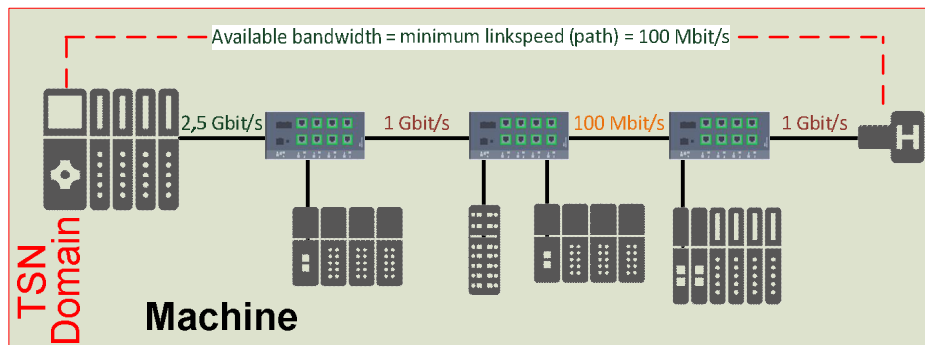 Available bandwidth = minimum linkspeed (path) = 100 Mbit/s
2,5 Gbit/s
1 Gbit/s
100 Mbit/s
1 Gbit/s
TSN
Domain
Machine